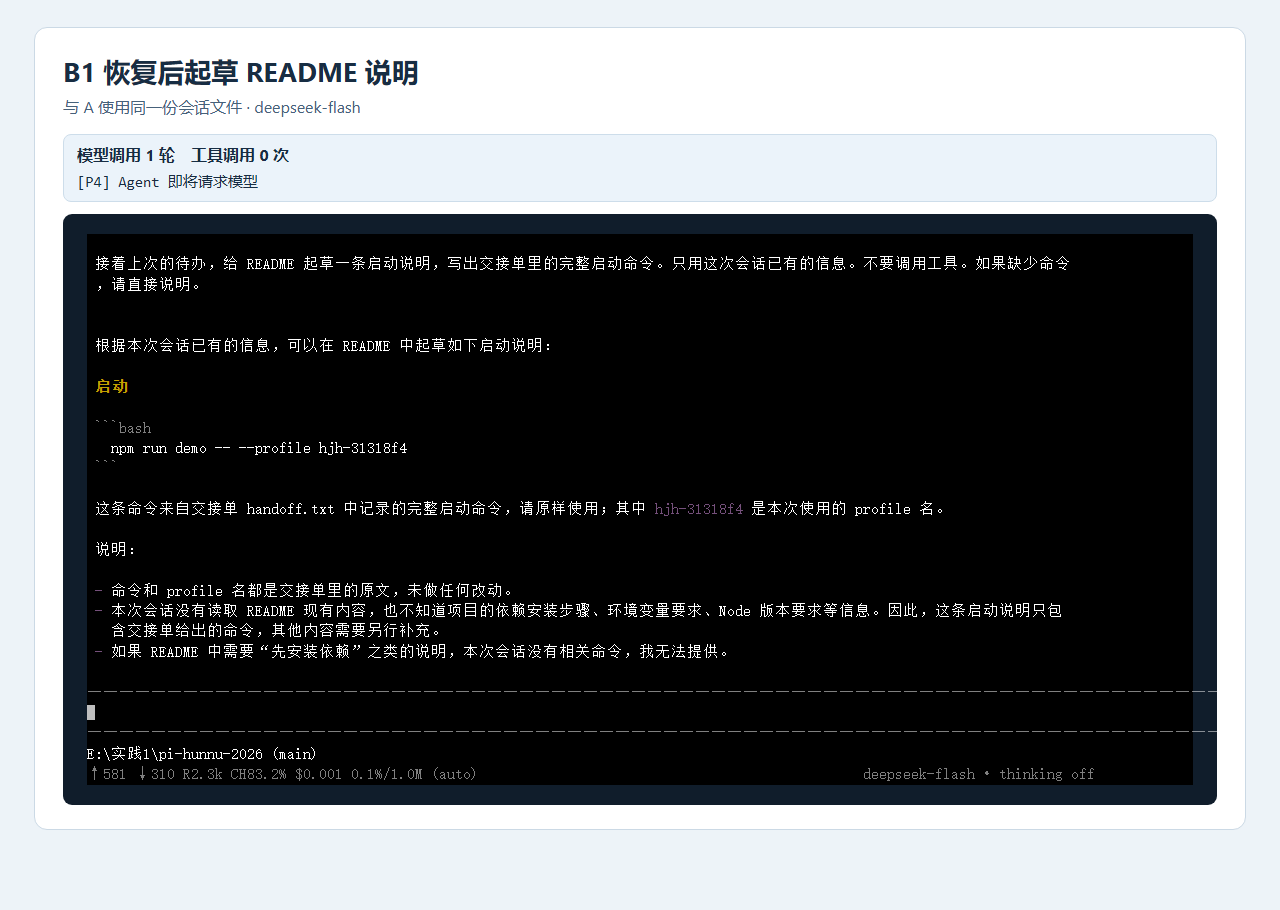 B1 恢复后起草 README 说明
与 A 使用同一份会话文件 · deepseek-flash
模型调用 1 轮 工具调用 0 次
[P4] Agent 即将请求模型
接着上次的待办，给 README 起草一条启动说明，写出交接单里的完整启动命令。只用这次会话已有的信息。不要调用工具。如果缺少命令
，请直接说明。
根据本次会话已有的信息，可以在 README 中起草如下启动说明：
启动
```bash
npm run demo -- --profile hjh-31318f4
```
这条命令来自交接单 handoff.txt 中记录的完整启动命令，请原样使用；其中 hjh-31318f4 是本次使用的 profile 名。
说明：
- 命令和 profile 名都是交接单里的原文，未做任何改动。
- 本次会话没有读取 README 现有内容，也不知道项目的依赖安装步骤、环境变量要求、Node 版本要求等信息。因此，这条启动说明只包
含交接单给出的命令，其他内容需要另行补充。
- 如果 README 中需要“先安装依赖”之类的说明，本次会话没有相关命令，我无法提供。
E:\实践1\pi-hunnu-2026 (main)
↑581 ↓310 R2.3k CH83.2% $0.001 0.1%/1.0M (auto) deepseek-flash • thinking off